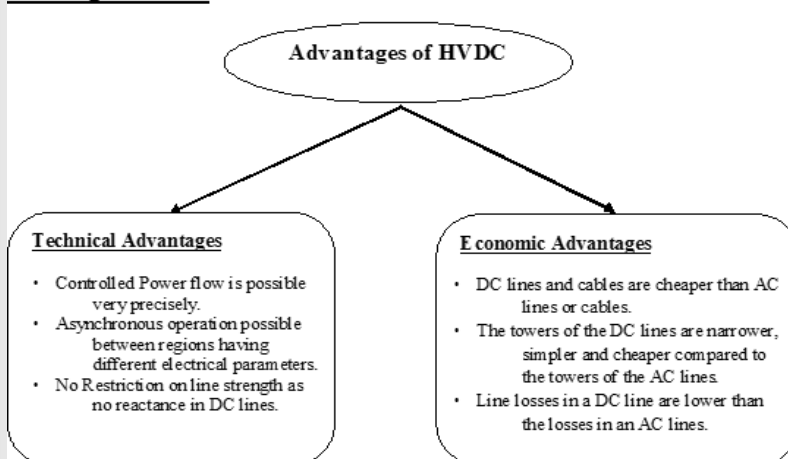 Advantages of HVDC
Technical Advantages
• Controlled Power flow is possible
very precisely.
• Asynchronous operation possible
between regions having
different electrical parameters.
• No Restriction on line strength as
no reactance in DC lines.
Economic Advantages
• DC lines and cables are cheaper than AC
lines or cables.
• The towers of the DC lines are narrower,
simpler and cheaper compared to
the towers of the AC lines.
• Line losses in a DC line are lower than
the losses in an AC lines.